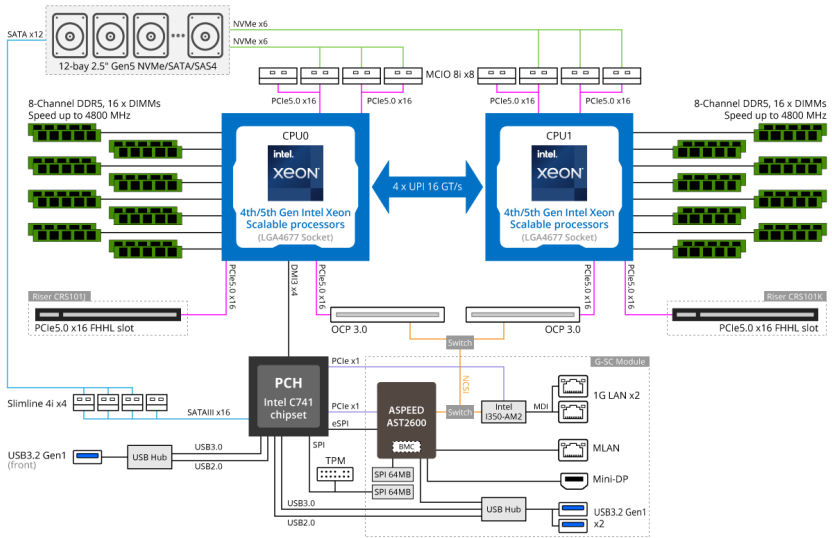 SATA x12
NVMe x6
NVMe x6
12-bay 2.5" Gen5 NVMe/SATA/SAS4
MCIO 8i x8
PCIe5.0 x16
PCIe5.0 x16
PCIe5.0 x16
PCIe5.0 x16
8-Channel DDR5, 16 x DIMMs
Speed up to 4800 MHz
8-Channel DDR5, 16 x DIMMs
Speed up to 4800 MHz
CPU0
intel.
XEON
4th/5th Gen Intel Xeon
Scalable processors
(LGA4677 Socket)
4 x UPI 16 GT/s
CPU1
intel.
XEON
4th/5th Gen Intel Xeon
Scalable processors
(LGA4677 Socket)
PCIe5.0 x16
DMI3 x4
PCIe5.0 x16
PCIe5.0 x16
PCIe5.0 x16
Riser CRS101J
PCIe5.0 x16 FHHL slot
Riser CRS101K
PCIe5.0 x16 FHHL slot
OCP 3.0
OCP 3.0
Switch
G-SC Module
PCIe x1
PCH
Intel C741
chipset
NCSI
PCIe x1
eSPI
ASPEED
AST2600
BMC
Switch
Intel
I350-AM2
MDI
1G LAN x2
Slimline 4i x4
SATAIII x16
MLAN
USB3.2 Gen1
(front)
USB Hub
USB3.0
USB2.0
SPI
TPM
SPI 64MB
SPI 64MB
Mini-DP
USB3.0
USB2.0
USB Hub
USB3.2 Gen1
x2